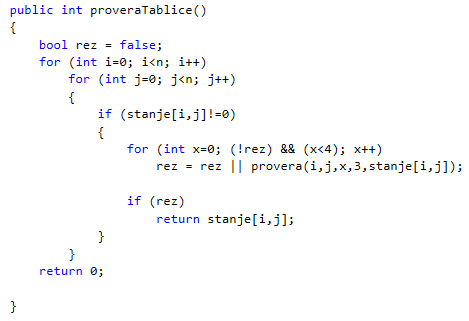 public int proveraTablice()
{
    bool rez = false;
    for (int i=0; i<n; i++)
        for (int j=0; j<n; j++)
        {
            if (stanje[i,j]!=0)
            {
                for (int x=0; (!rez) && (x<4); x++)
                    rez = rez || provera(i,j,x,3,stanje[i,j]);

                if (rez)
                    return stanje[i,j];
            }
        }
    return 0;

}